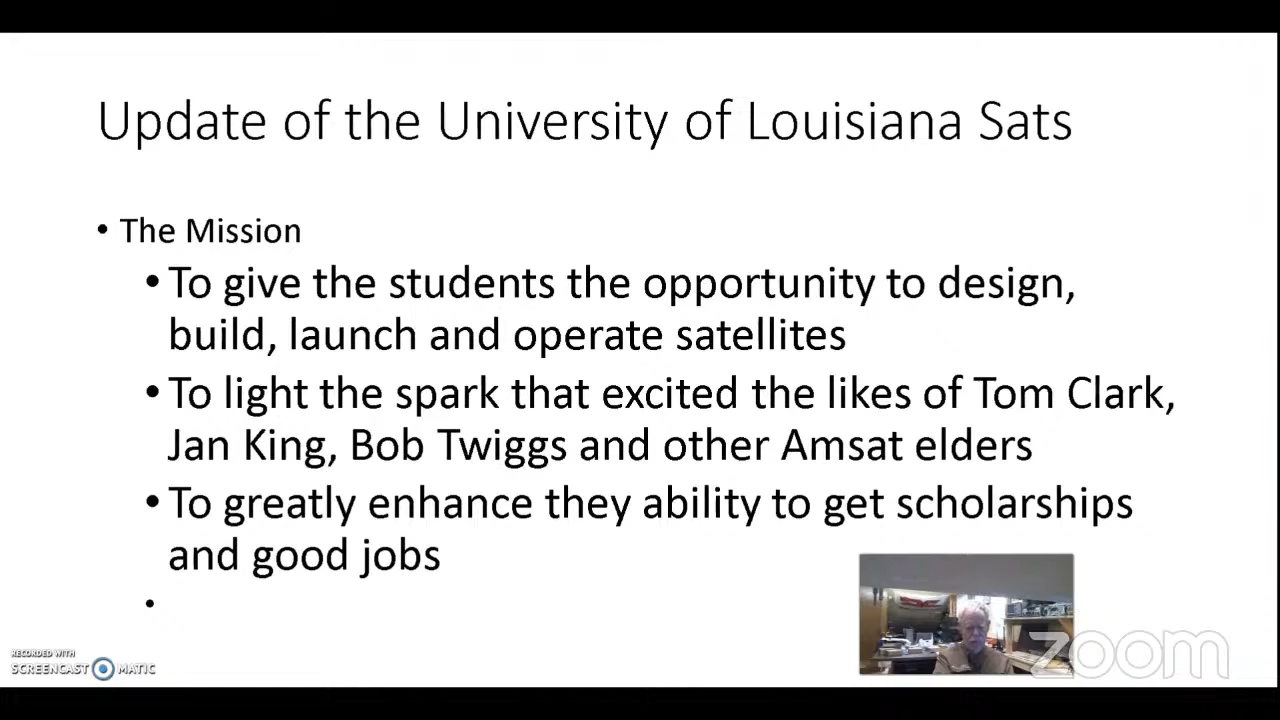 Update of the University of Louisiana Sats
• The Mission
• To give the students the opportunity to design,
build, launch and operate satellites
• To light the spark that excited the likes of Tom Clark,
Jan King, Bob Twiggs and other Amsat elders
• To greatly enhance they ability to get scholarships
and good jobs
•
RECORDED WITH
SCREENCAST MATIC
zoom